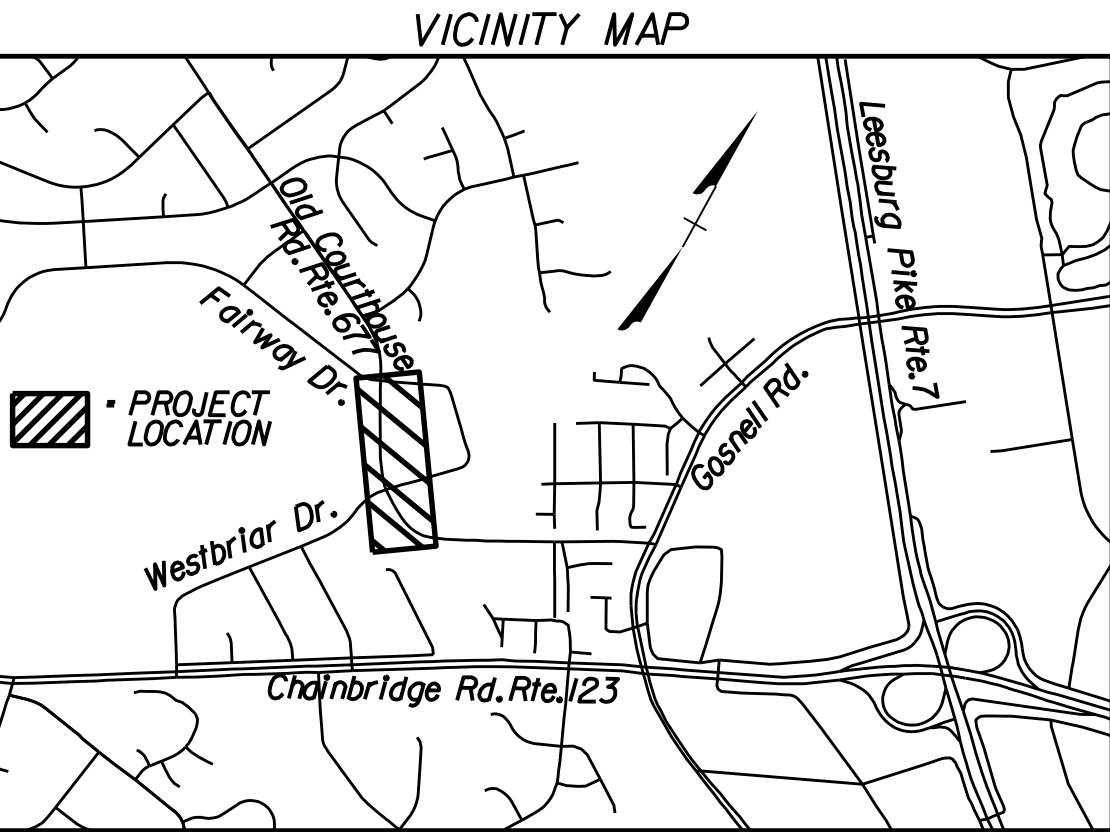 VICINITY MAP
Leesburg Pike Rte.7
Old Courthouse
Rd.Rte.677
Fairway Dr.
Gosnell Rd.
- PROJECT
LOCATION
Westbriar Dr.
Chainbridge Rd.Rte.123